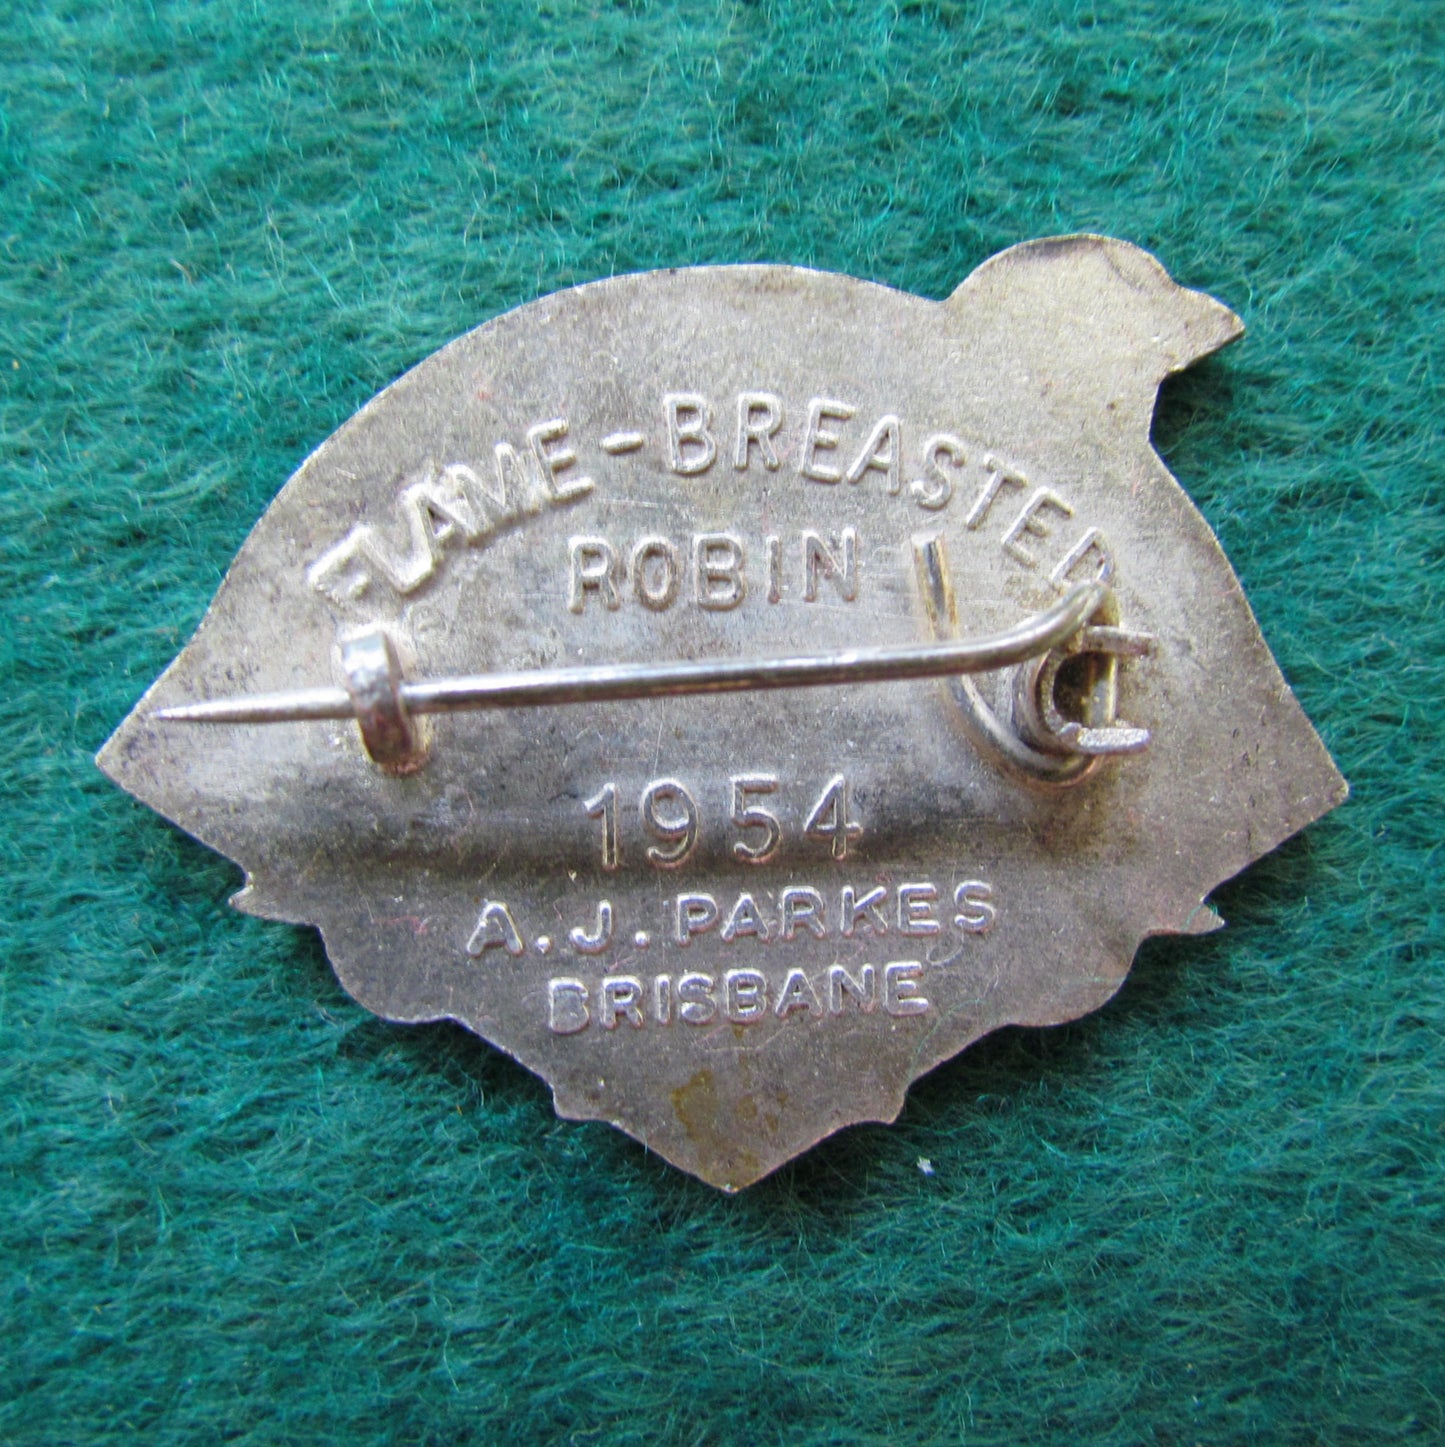 FLAME-BREASTED
ROBIN
1954
A.J. PARKES
BRISBANE